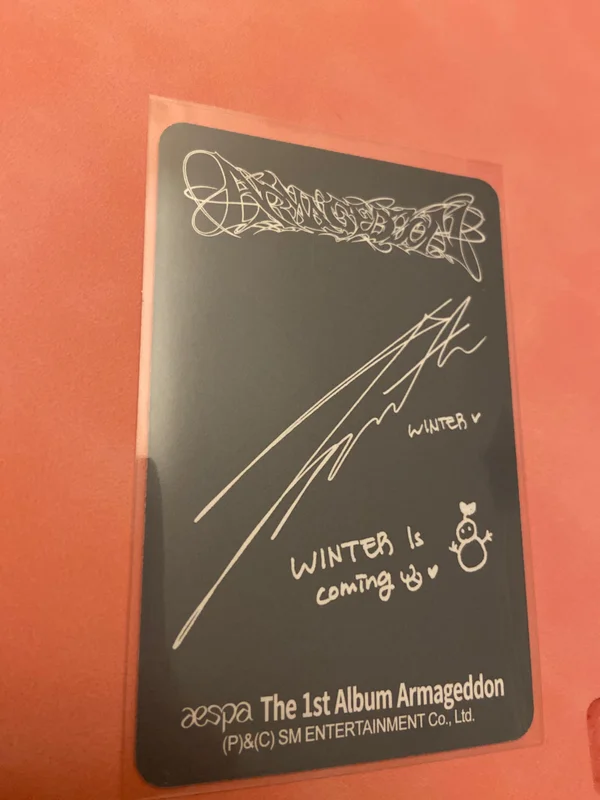 ARMAGEDDON
WINTER ♥
WINTER Is
coming ♥
aespa The 1st Album Armageddon
(P)&(C) SM ENTERTAINMENT Co., Ltd.